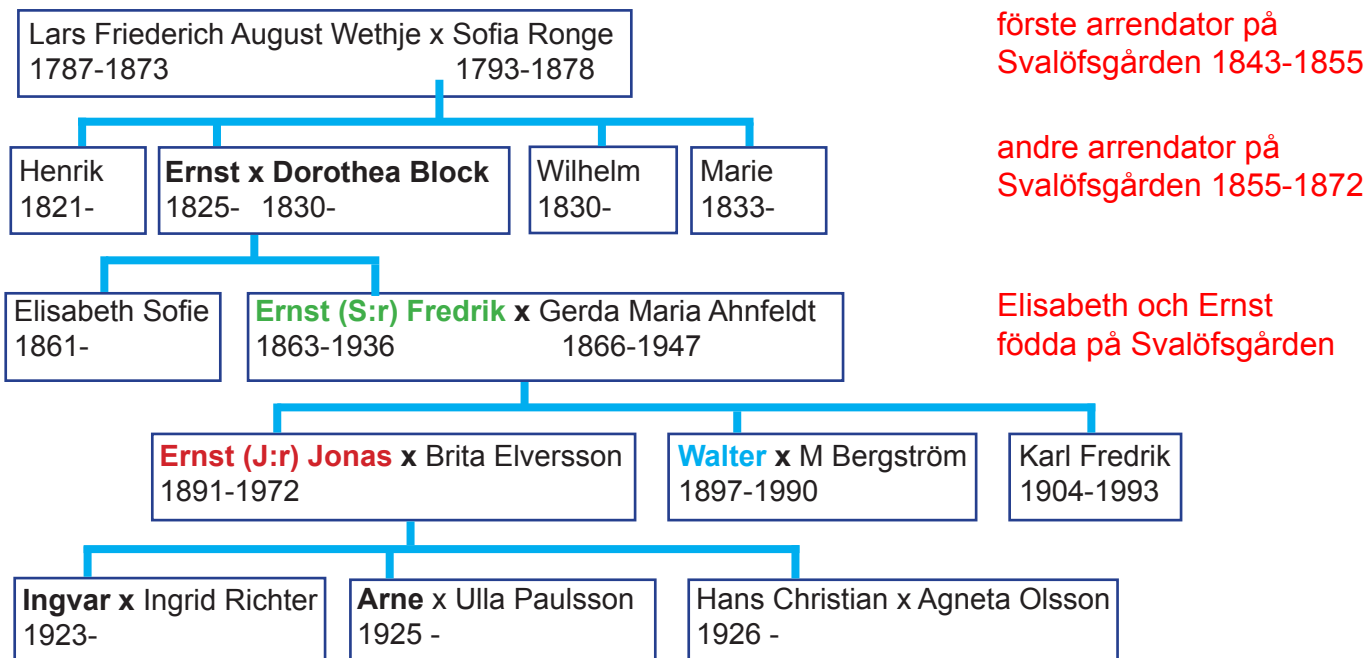 Lars Friederich August Wethje x Sofia Ronge
1787-1873 1793-1878
förste arrendator på
Svalöfsgården 1843-1855
Henrik
1821-
Ernst x Dorothea Block
1825- 1830-
Wilhelm
1830-
Marie
1833-
andre arrendator på
Svalöfsgården 1855-1872
Elisabeth Sofie
1861-
Ernst (S:r) Fredrik x Gerda Maria Ahnfeldt
1863-1936 1866-1947
Elisabeth och Ernst
födda på Svalöfsgården
Ernst (J:r) Jonas x Brita Elversson
1891-1972
Walter x M Bergström
1897-1990
Karl Fredrik
1904-1993
Ingvar x Ingrid Richter
1923-
Arne x Ulla Paulsson
1925 -
Hans Christian x Agneta Olsson
1926 -